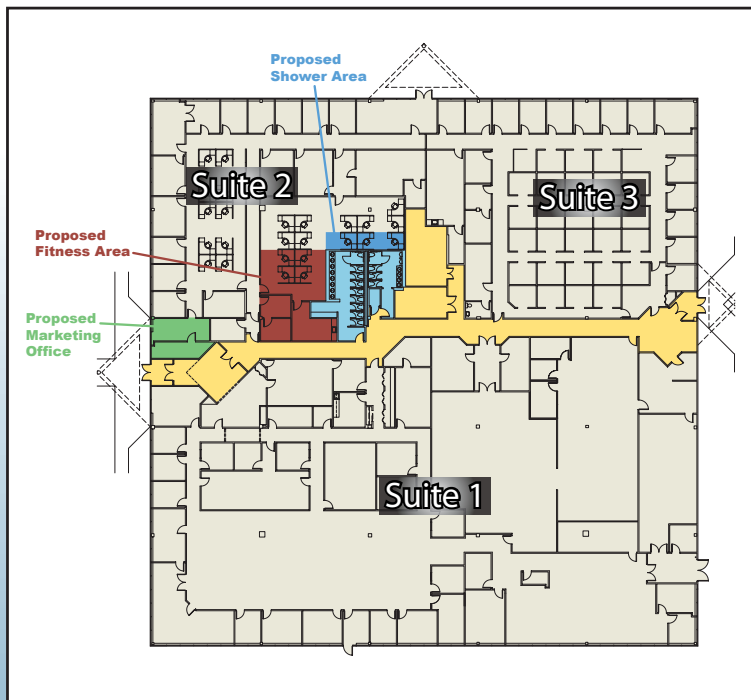 Proposed
Shower Area
Suite 2
Suite 3
Proposed
Fitness Area
Proposed
Marketing
Office
Suite 1